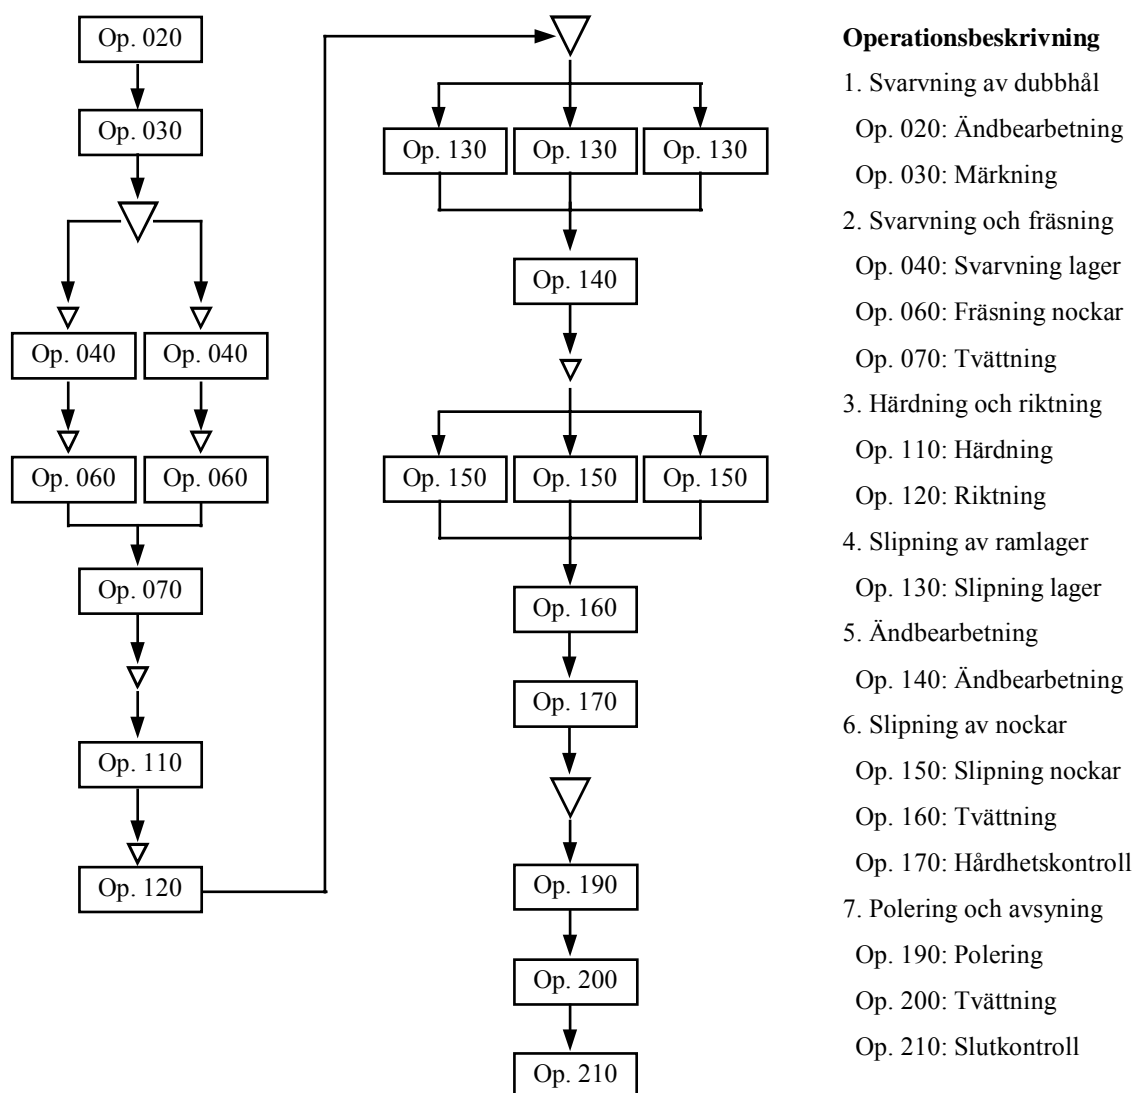 Op. 020
Op. 030
Op. 040
Op. 040
Op. 060
Op. 060
Op. 070
Op. 110
Op. 120
Op. 130
Op. 130
Op. 130
Op. 140
Op. 150
Op. 150
Op. 150
Op. 160
Op. 170
Op. 190
Op. 200
Op. 210
Operationsbeskrivning
1. Svarvning av dubbhål
Op. 020: Ändbearbetning
Op. 030: Märkning
2. Svarvning och fräsning
Op. 040: Svarvning lager
Op. 060: Fräsning nockar
Op. 070: Tvättning
3. Härdning och riktning
Op. 110: Härdning
Op. 120: Riktning
4. Slipning av ramlager
Op. 130: Slipning lager
5. Ändbearbetning
Op. 140: Ändbearbetning
6. Slipning av nockar
Op. 150: Slipning nockar
Op. 160: Tvättning
Op. 170: Hårdhetskontroll
7. Polering och avsyning
Op. 190: Polering
Op. 200: Tvättning
Op. 210: Slutkontroll